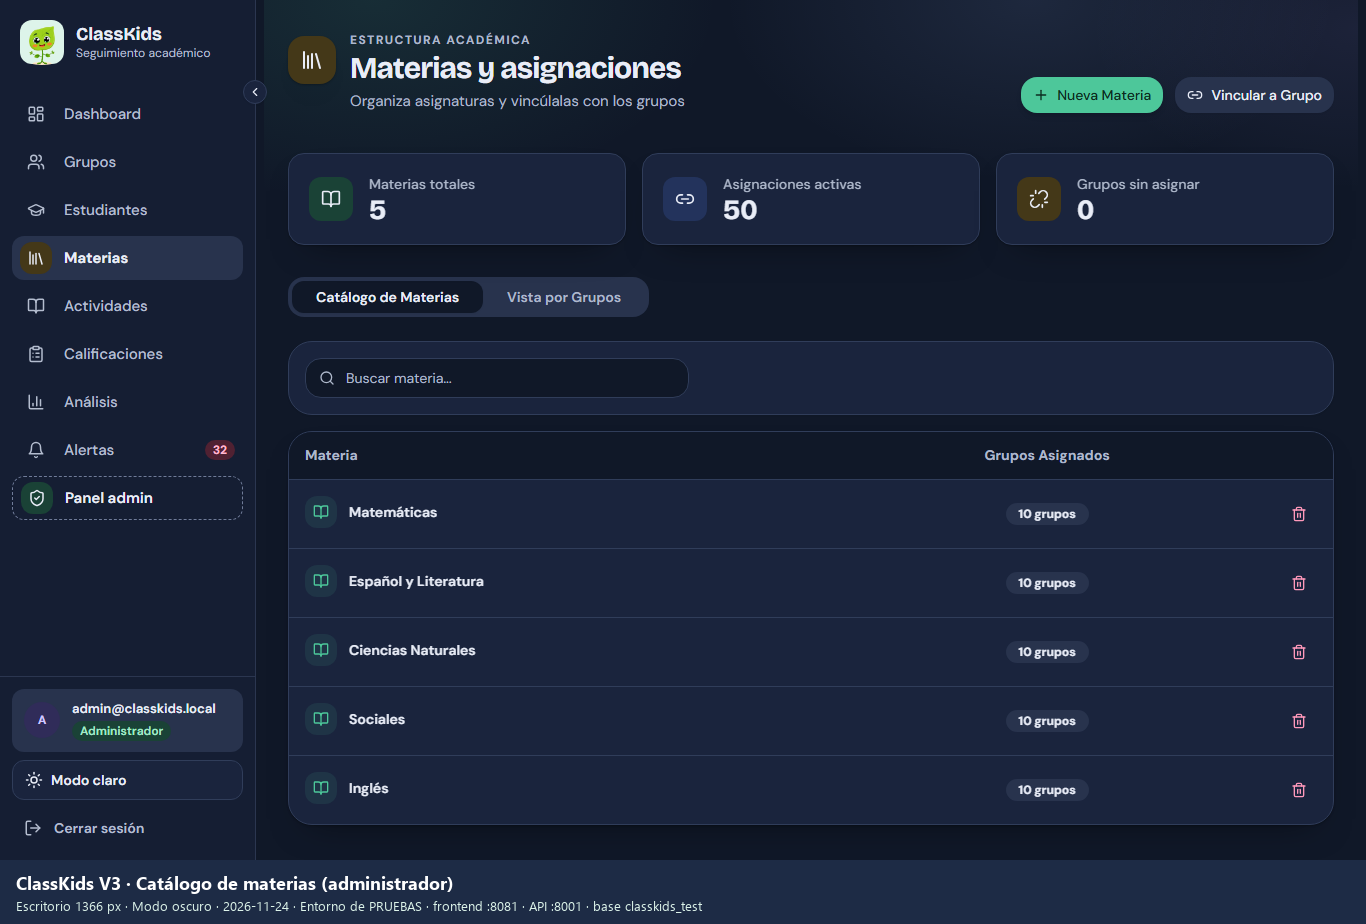 ClassKids
Seguimiento académico
Dashboard
Grupos
Estudiantes
Materias
Actividades
Calificaciones
Análisis
Alertas 32
Panel admin
A
admin@classkids.local
Administrador
Modo claro
Cerrar sesión
ESTRUCTURA ACADÉMICA
Materias y asignaciones
Organiza asignaturas y vincúlalas con los grupos
Nueva Materia
Vincular a Grupo
Materias totales
5
Asignaciones activas
50
Grupos sin asignar
0
Catálogo de Materias
Vista por Grupos
Buscar materia...
Materia Grupos Asignados
Matemáticas 10 grupos
Español y Literatura 10 grupos
Ciencias Naturales 10 grupos
Sociales 10 grupos
Inglés 10 grupos
ClassKids V3 · Catálogo de materias (administrador)
Escritorio 1366 px · Modo oscuro · 2026-11-24 · Entorno de PRUEBAS · frontend :8081 · API :8001 · base classkids_test